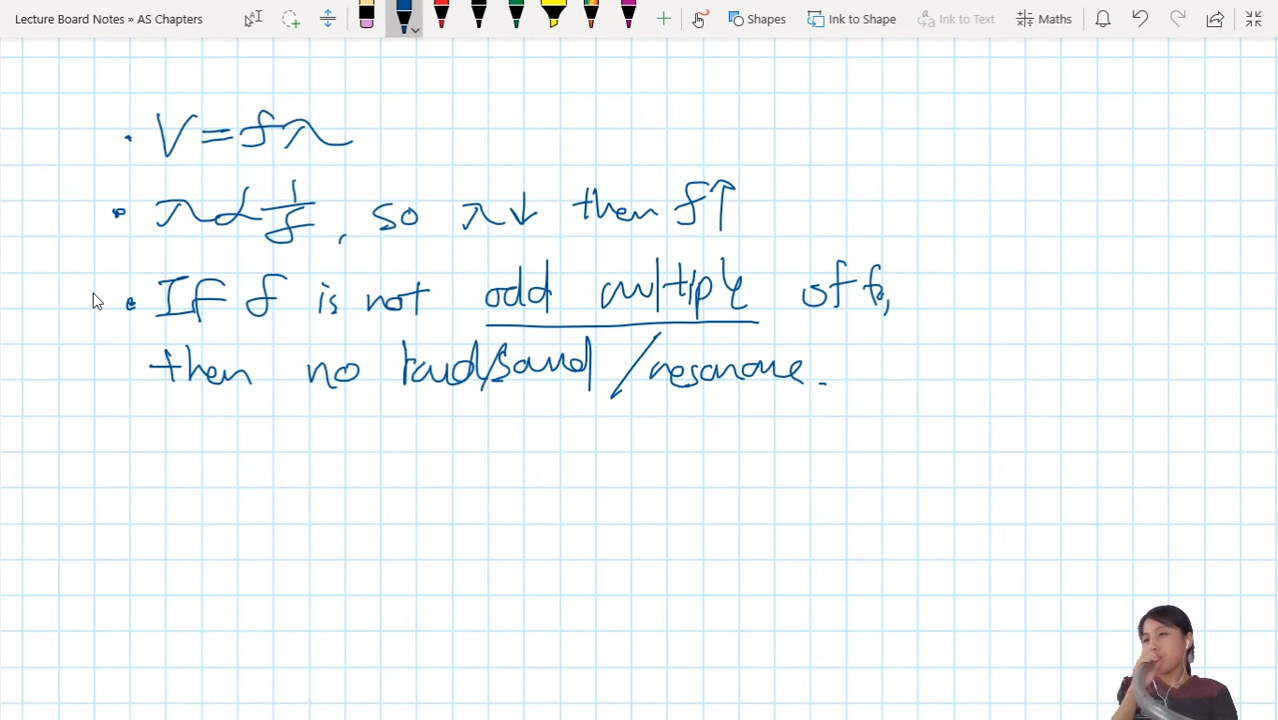 Lecture Board Notes » AS Chapters
Shapes
Ink to Shape
Ink to Text
Maths
• V = fλ
• λ ∝ 1/f, so λ↓ then f↑
• If f is not odd multiply of f₀,
then no loud/sound/resonance.